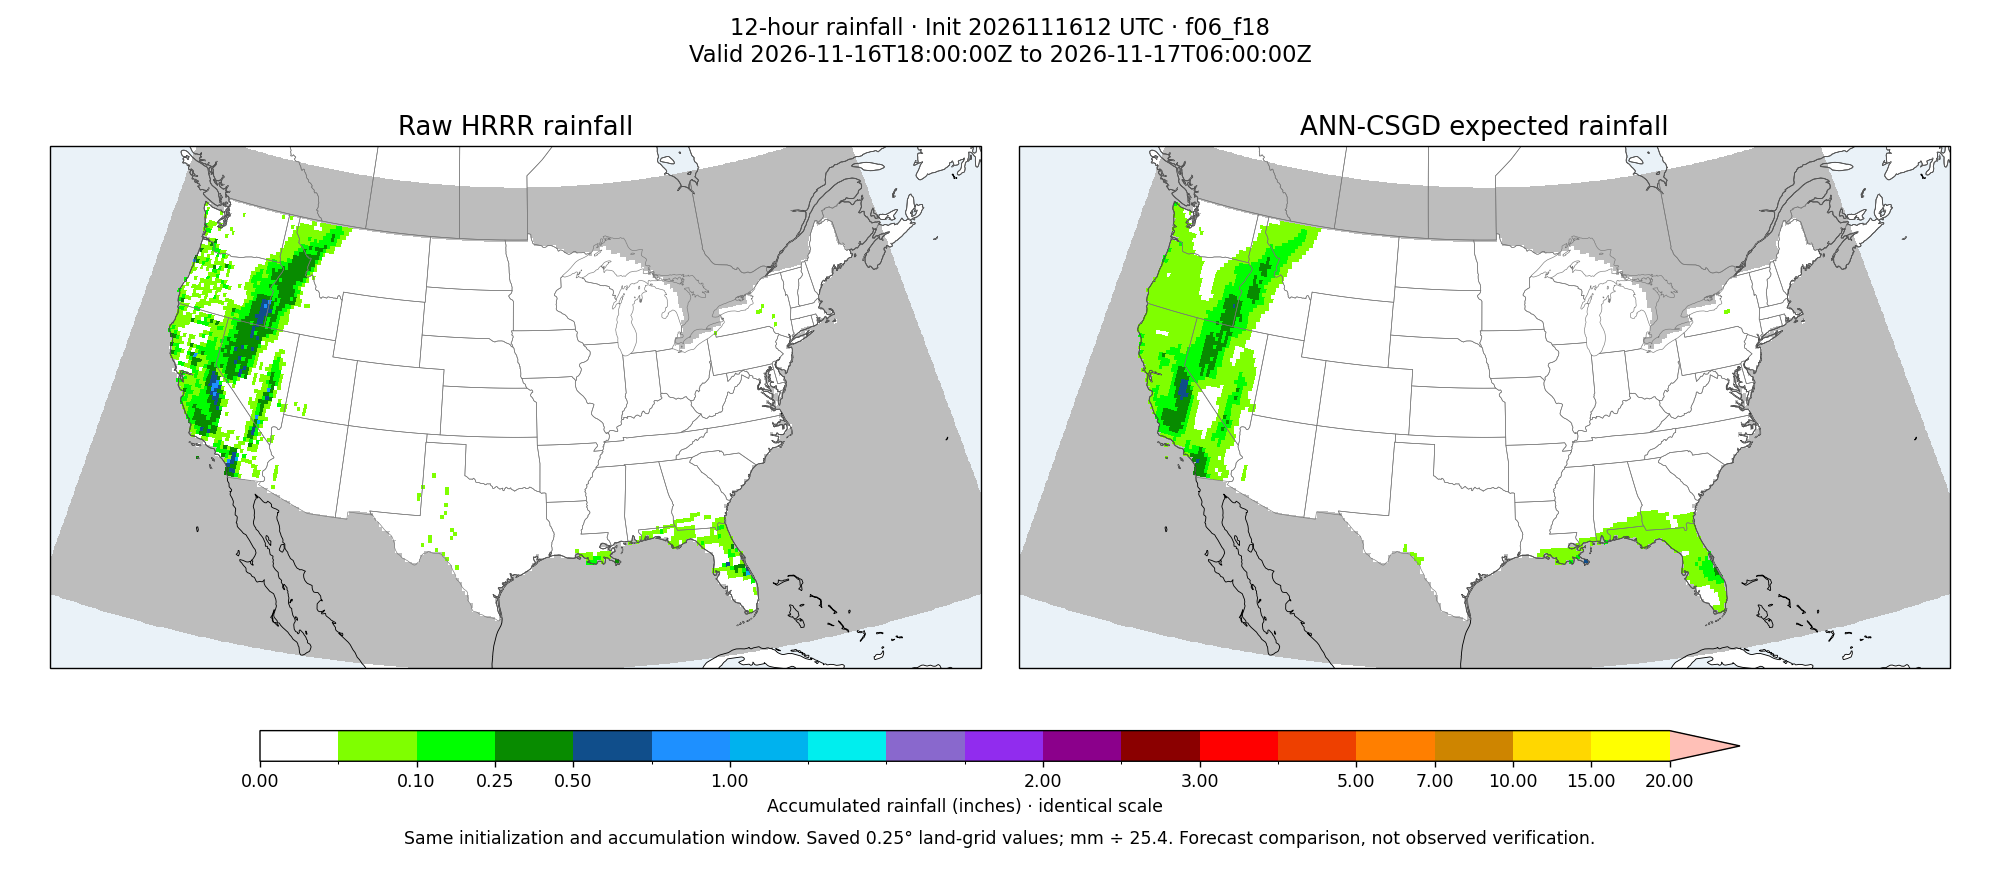 12-hour rainfall · Init 2026111612 UTC · f06_f18
Valid 2026-11-16T18:00:00Z to 2026-11-17T06:00:00Z
Raw HRRR rainfall
ANN-CSGD expected rainfall
0.00 0.10 0.25 0.50 1.00 2.00 3.00 5.00 7.00 10.00 15.00 20.00
Accumulated rainfall (inches) · identical scale
Same initialization and accumulation window. Saved 0.25° land-grid values; mm ÷ 25.4. Forecast comparison, not observed verification.